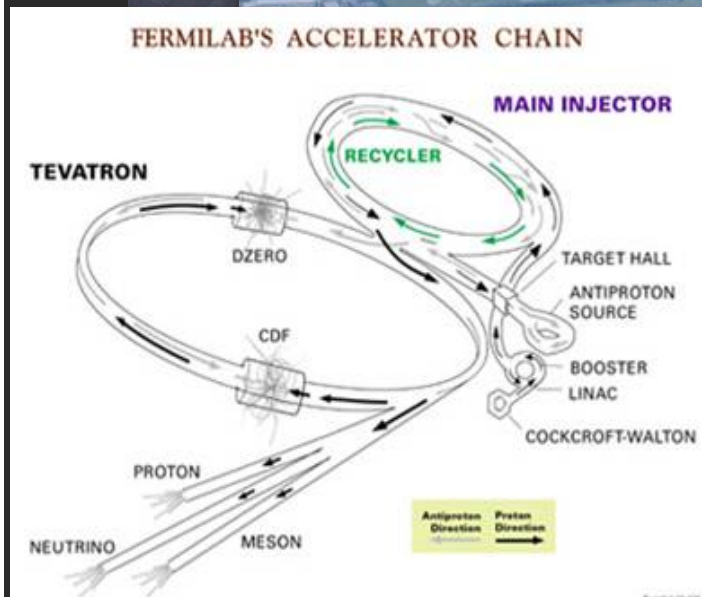 FERMILAB'S ACCELERATOR CHAIN
MAIN INJECTOR
RECYCLER
TEVATRON
DZERO
TARGET HALL
ANTIPROTON
SOURCE
CDF
BOOSTER
LINAC
COCKCROFT-WALTON
PROTON
NEUTRINO
MESON
Antiproton Proton
Direction Direction